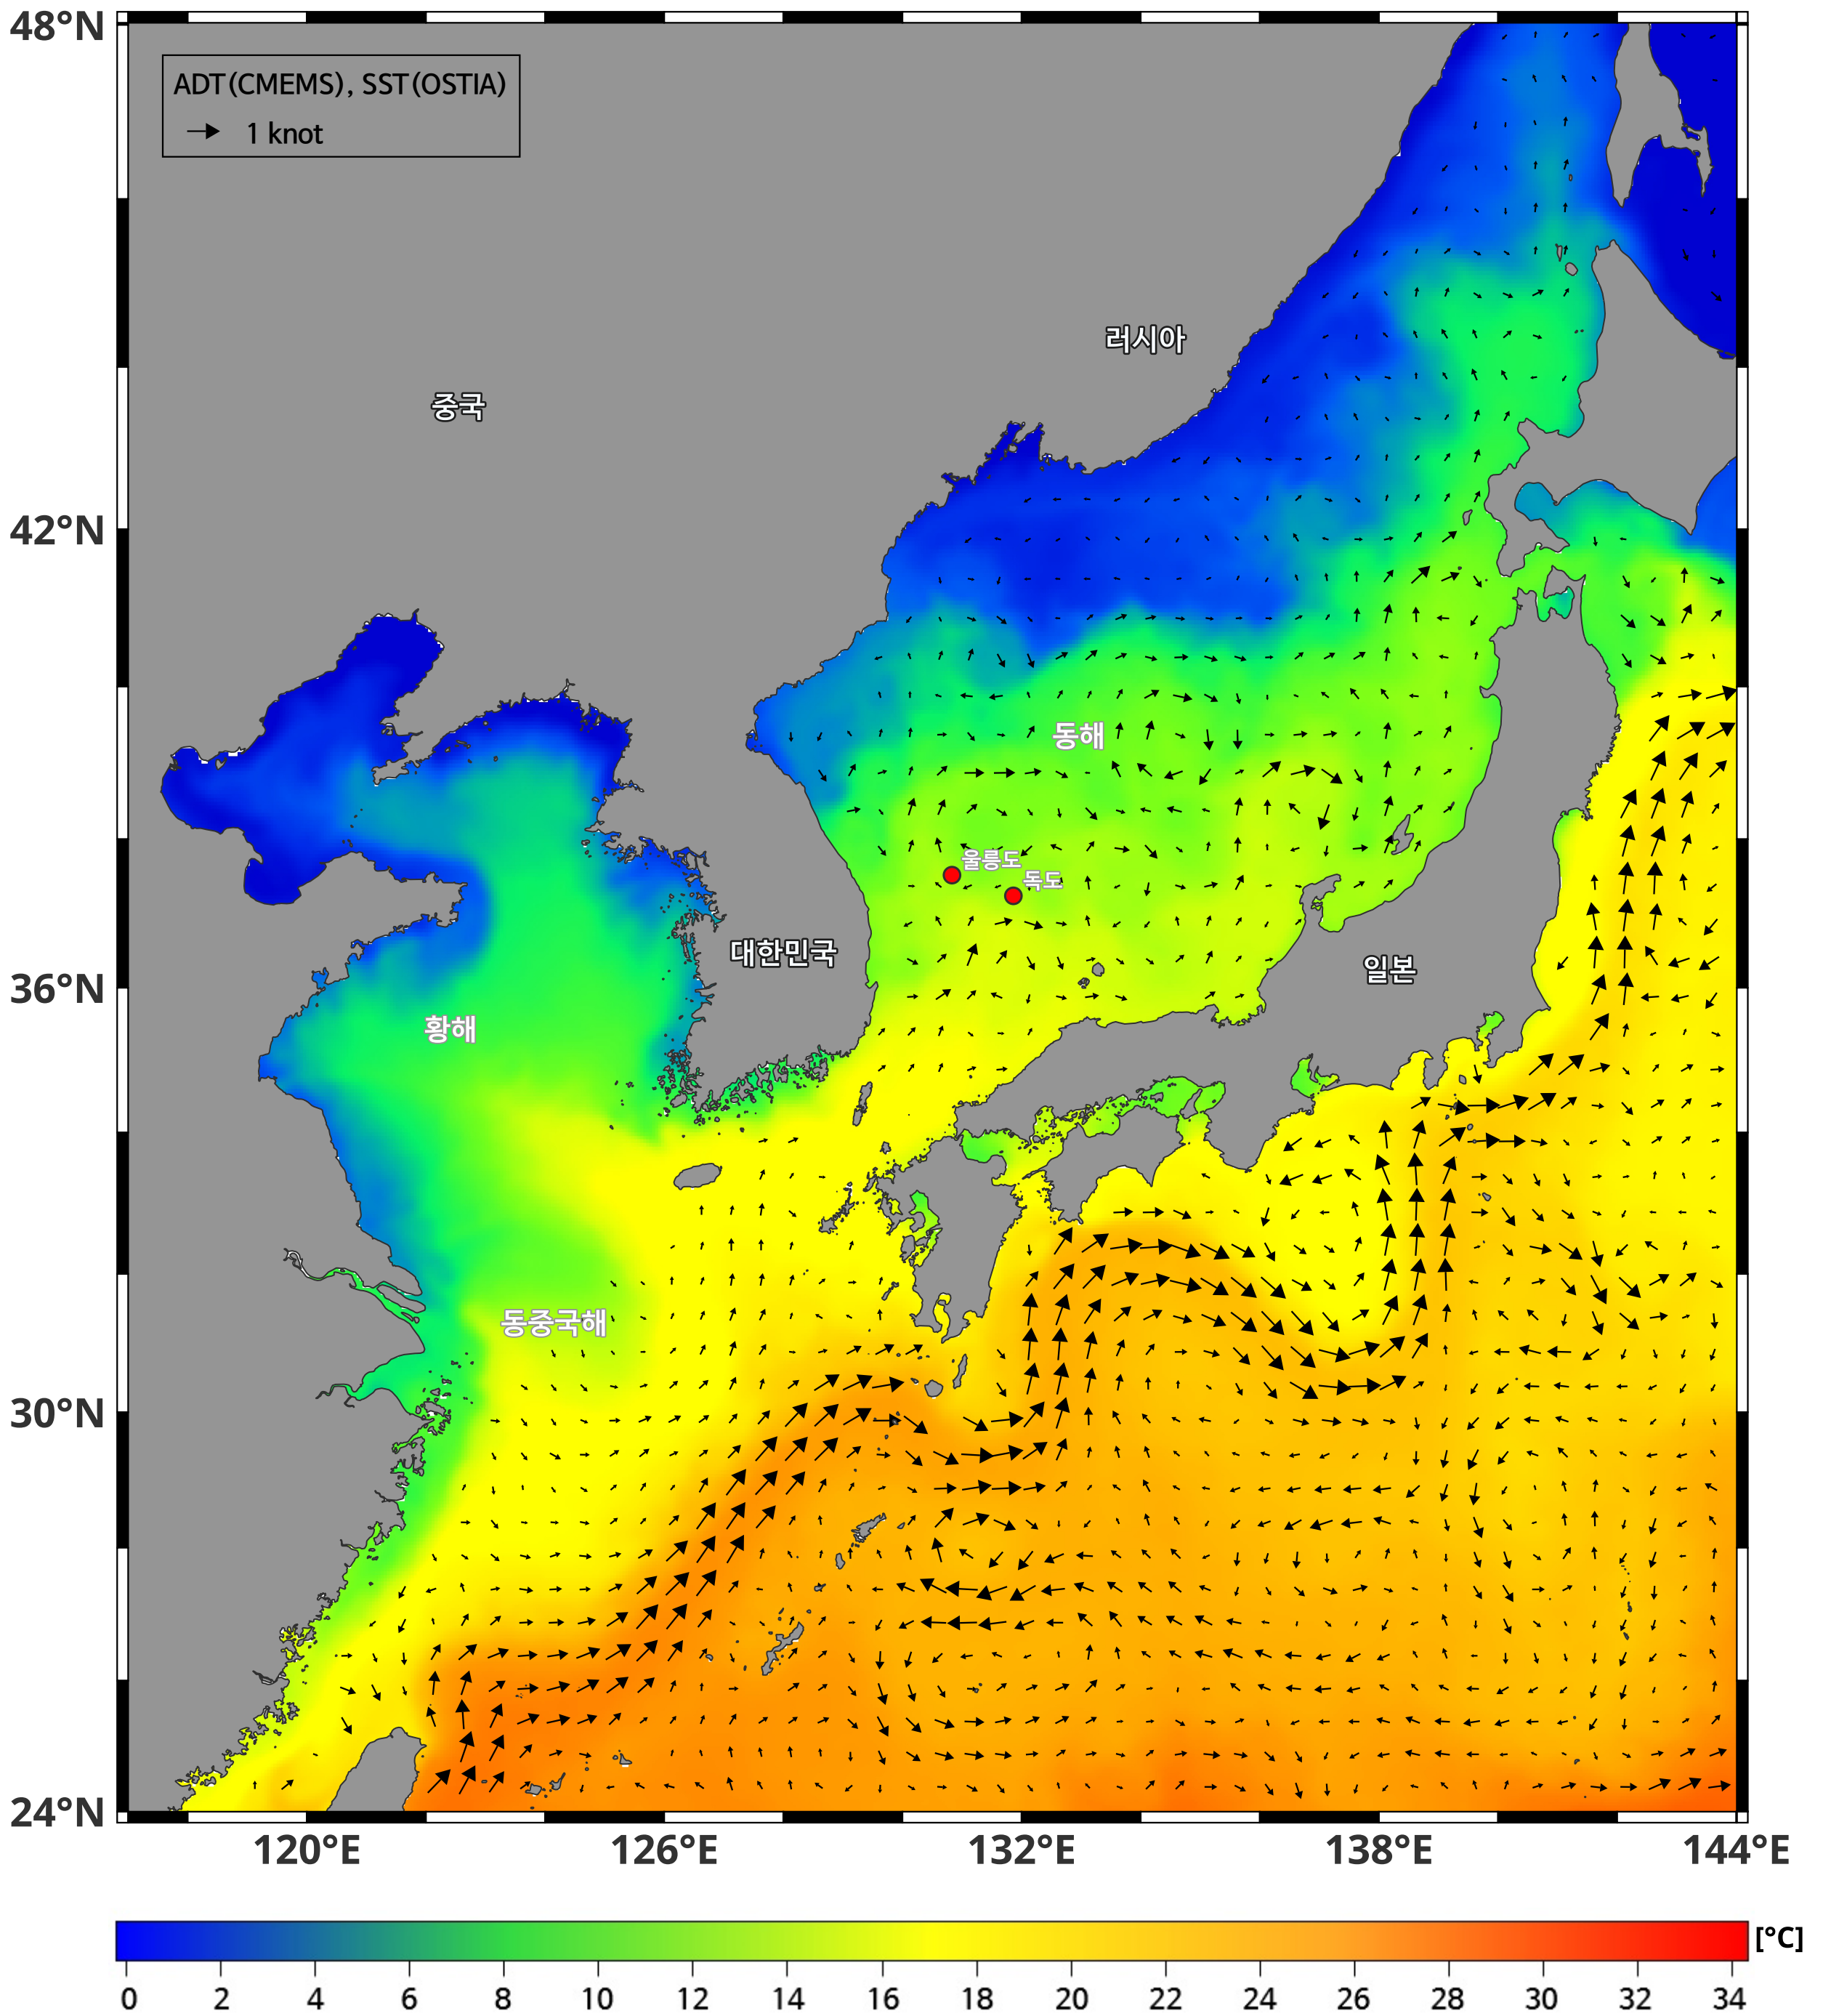 48°N
ADT(CMEMS), SST(OSTIA)
1 knot
러시아
중국
42°N
동해
울릉도
독도
대한민국
일본
36°N
황해
동중국해
30°N
24°N
120°E 126°E 132°E 138°E 144°E
[°C]
0 2 4 6 8 10 12 14 16 18 20 22 24 26 28 30 32 34